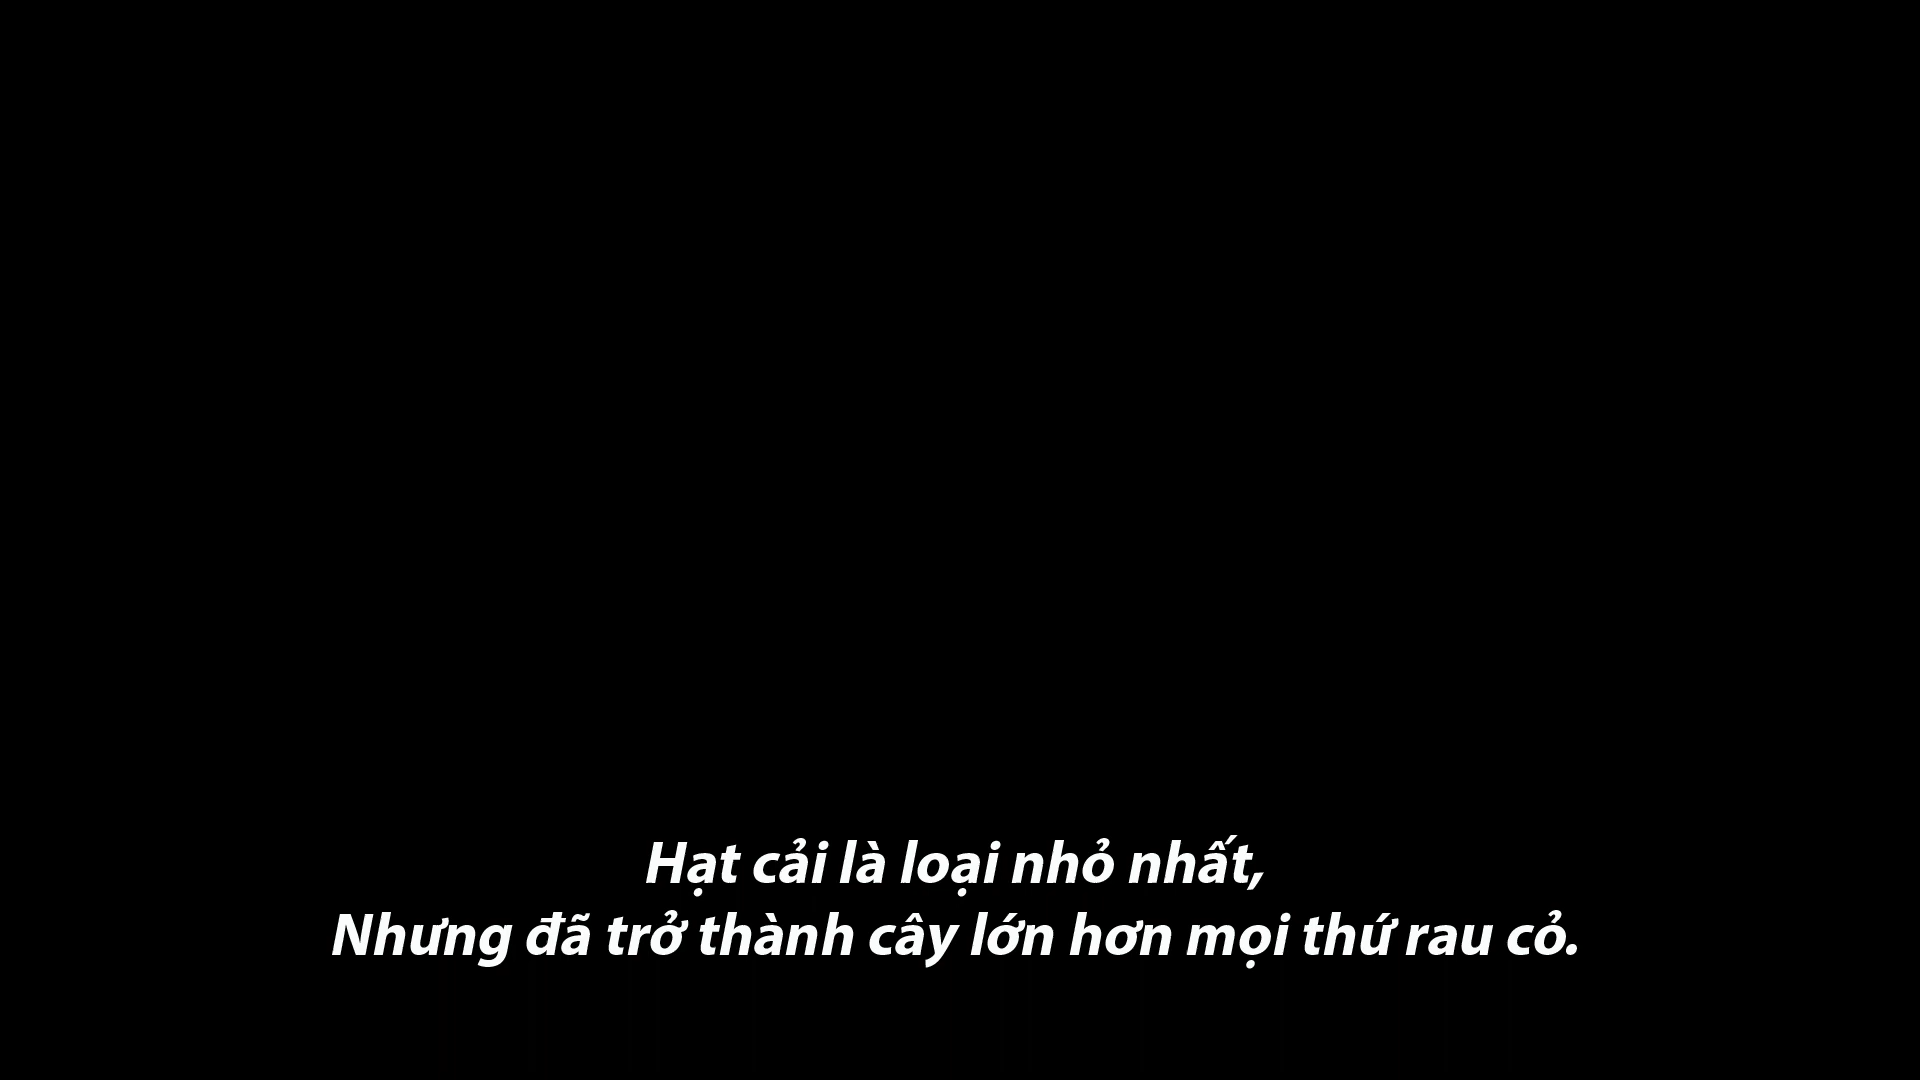 Hạt cải là loại nhỏ nhất,
Nhưng đã trở thành cây lớn hơn mọi thứ rau cỏ.